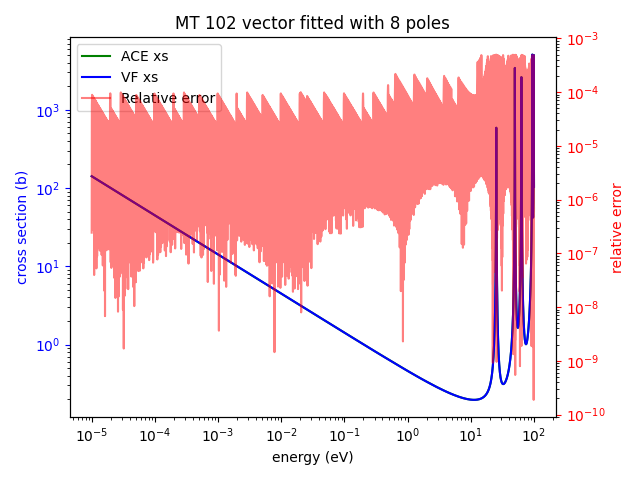 MT 102 vector fitted with 8 poles
ACE xs
VF xs
Relative error
cross section (b)
10³
10²
10¹
10⁰
10⁻³
10⁻⁴
10⁻⁵
10⁻⁶
10⁻⁷
10⁻⁸
10⁻⁹
10⁻¹⁰
relative error
10⁻⁵ 10⁻⁴ 10⁻³ 10⁻² 10⁻¹ 10⁰ 10¹ 10²
energy (eV)